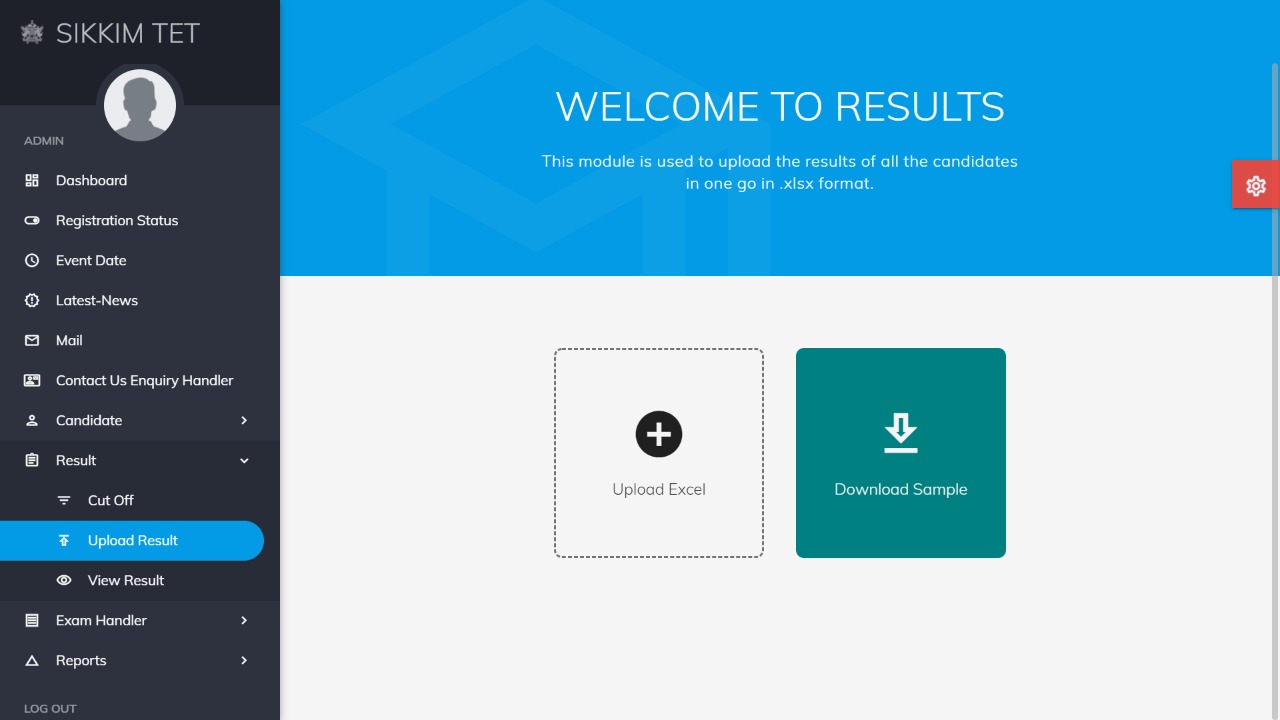 SIKKIM TET
ADMIN
Dashboard
Registration Status
Event Date
Latest-News
Mail
Contact Us Enquiry Handler
Candidate
Result
Cut Off
Upload Result
View Result
Exam Handler
Reports
LOG OUT
WELCOME TO RESULTS
This module is used to upload the results of all the candidates
in one go in .xlsx format.
Upload Excel
Download Sample